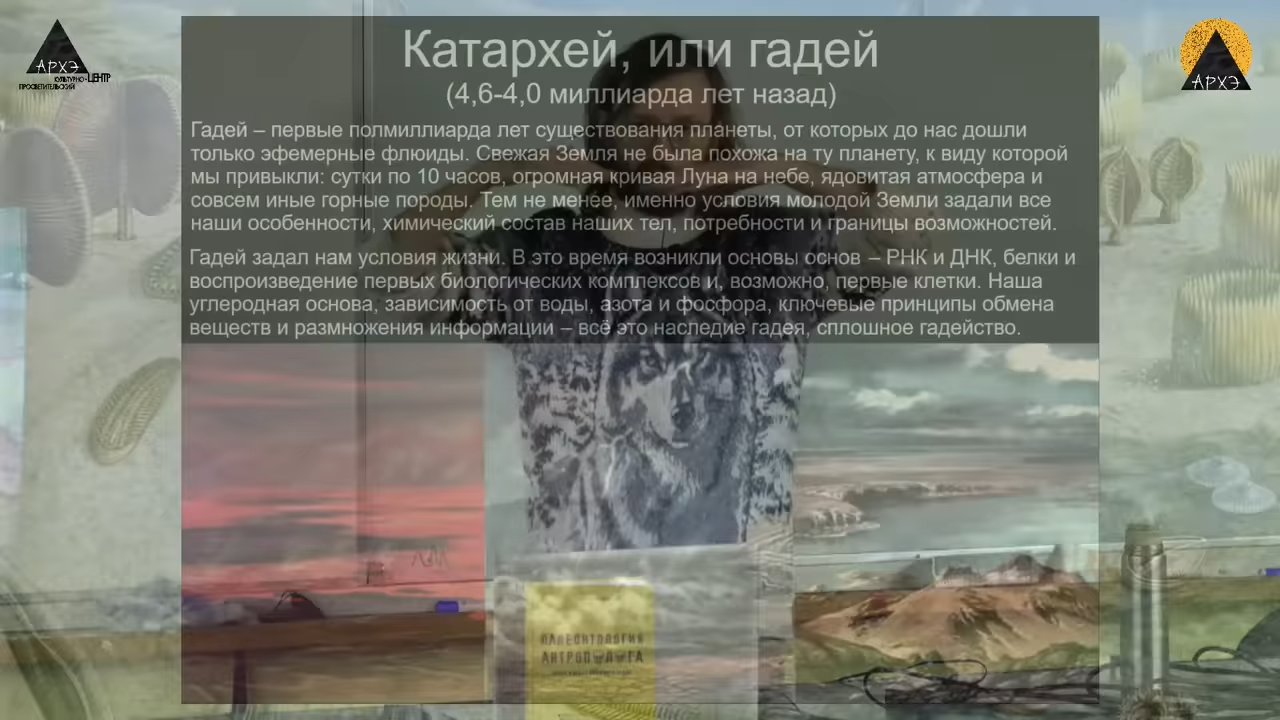 АРХЭ
КУЛЬТУРНО-ЦЕНТР
ПРОСВЕТИТЕЛЬСКИЙ
АРХЭ
Катархей, или гадей
(4,6-4,0 миллиарда лет назад)
Гадей – первые полмиллиарда лет существования планеты, от которых до нас дошли
только эфемерные флюиды. Свежая Земля не была похожа на ту планету, к виду которой
мы привыкли: сутки по 10 часов, огромная кривая Луна на небе, ядовитая атмосфера и
совсем иные горные породы. Тем не менее, именно условия молодой Земли задали все
наши особенности, химический состав наших тел, потребности и границы возможностей.
Гадей задал нам условия жизни. В это время возникли основы основ – РНК и ДНК, белки и
воспроизведение первых биологических комплексов и, возможно, первые клетки. Наша
углеродная основа, зависимость от воды, азота и фосфора, ключевые принципы обмена
веществ и размножения информации – всё это наследие гадея, сплошное гадейство.
ПАЛЕОНТОЛОГИЯ
АНТРОПОЛОГА